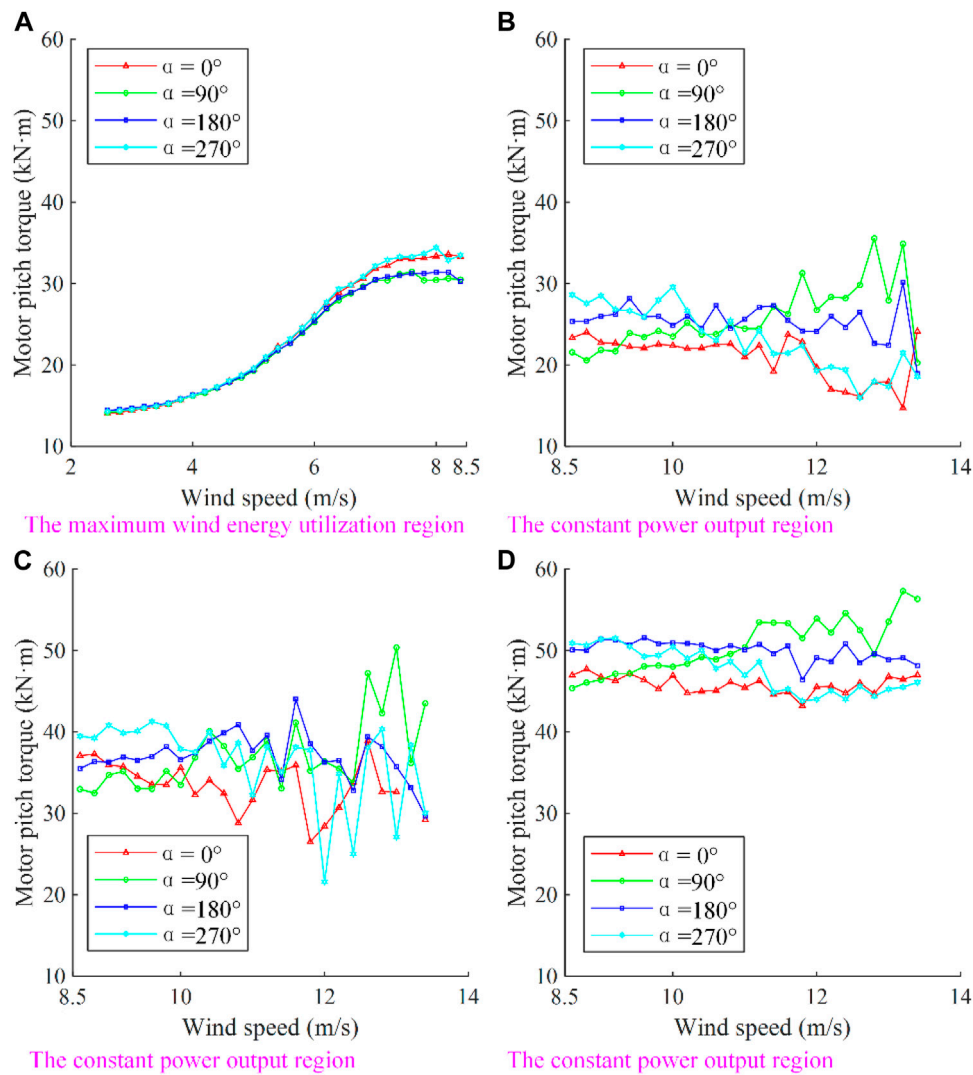 A
60
50
40
30
20
10
Motor pitch torque (kN·m)
α = 0°
α =90°
α =180°
α =270°
2
4
6
8
8.5
Wind speed (m/s)
The maximum wind energy utilization region
B
60
50
40
30
20
10
Motor pitch torque (kN·m)
α = 0°
α =90°
α =180°
α =270°
8.5
10
12
14
Wind speed (m/s)
The constant power output region
C
60
50
40
30
20
10
Motor pitch torque (kN·m)
α = 0°
α =90°
α =180°
α =270°
8.5
10
12
14
Wind speed (m/s)
The constant power output region
D
60
50
40
30
20
10
Motor pitch torque (kN·m)
α = 0°
α =90°
α =180°
α =270°
8.5
10
12
14
Wind speed (m/s)
The constant power output region